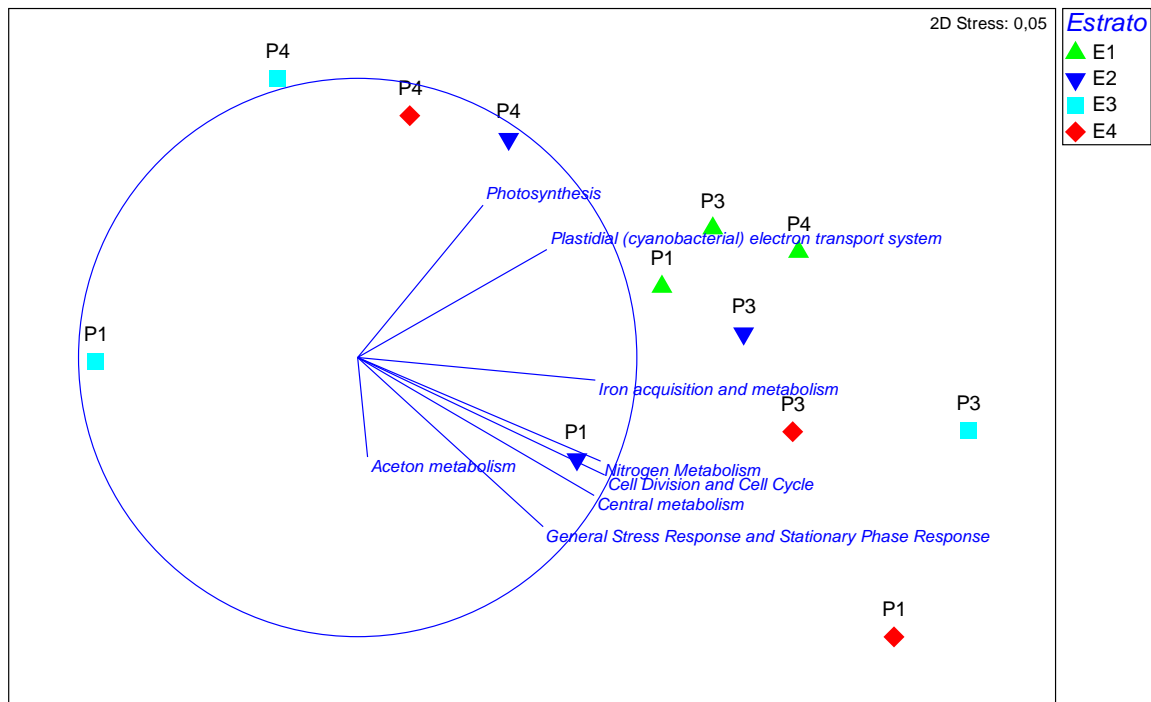 2D Stress: 0,05
Estrato
E1
E2
E3
E4
P4
P4
P4
Photosynthesis
P3
Plastidial (cyanobacterial) electron transport system
P4
P1
P3
P1
Iron acquisition and metabolism
P3
P3
P1
Aceton metabolism
Nitrogen Metabolism
Cell Division and Cell Cycle
Central metabolism
General Stress Response and Stationary Phase Response
P1